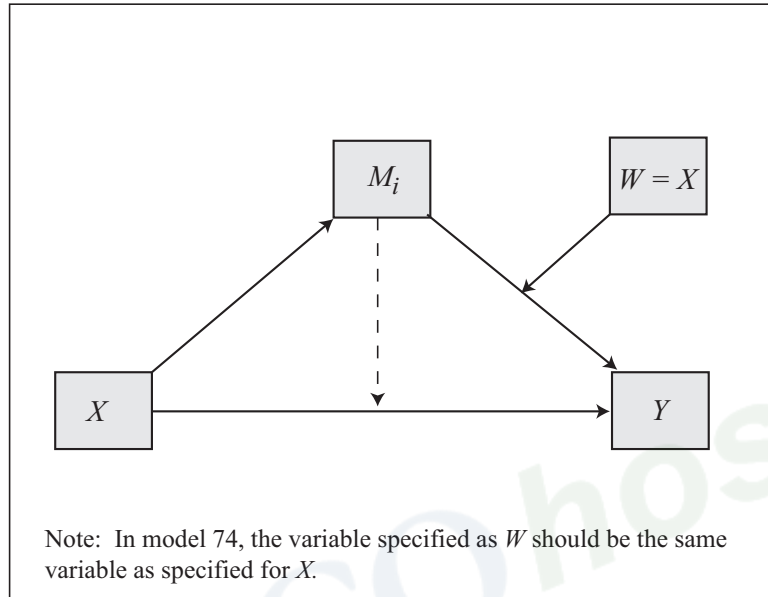 M_i
W = X
X
Y
Note: In model 74, the variable specified as W should be the same
variable as specified for X.